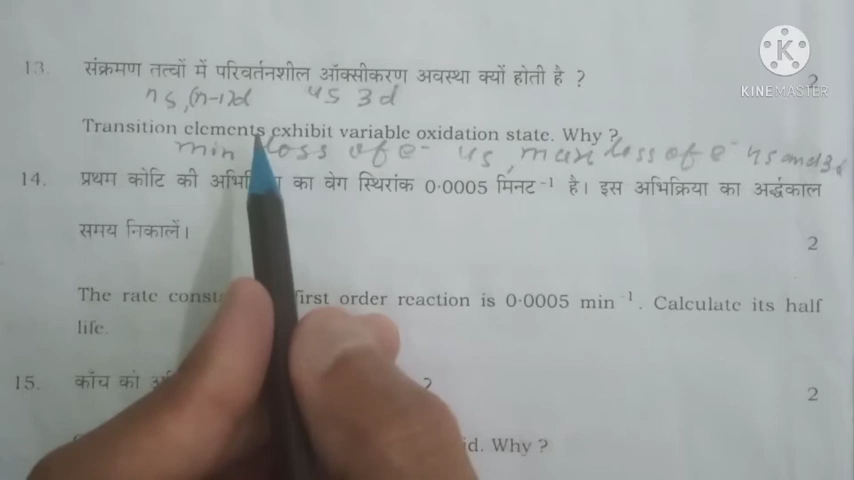 KINEMASTER
13. संक्रमण तत्वों में परिवर्तनशील ऑक्सीकरण अवस्था क्यों होती है ? 2
ns, (n-1)d 4s 3d
Transition elements exhibit variable oxidation state. Why ?
min loss of e- 4s, max loss of e- 4s and 3d
14. प्रथम कोटि की का वेग स्थिरांक 0·0005 मिनट -1 है। इस अभिक्रिया का अर्द्धकाल
समय निकालें। 2
The rate first order reaction is 0·0005 min -1. Calculate its half
life.
15. काँच को ? 2
Why ?